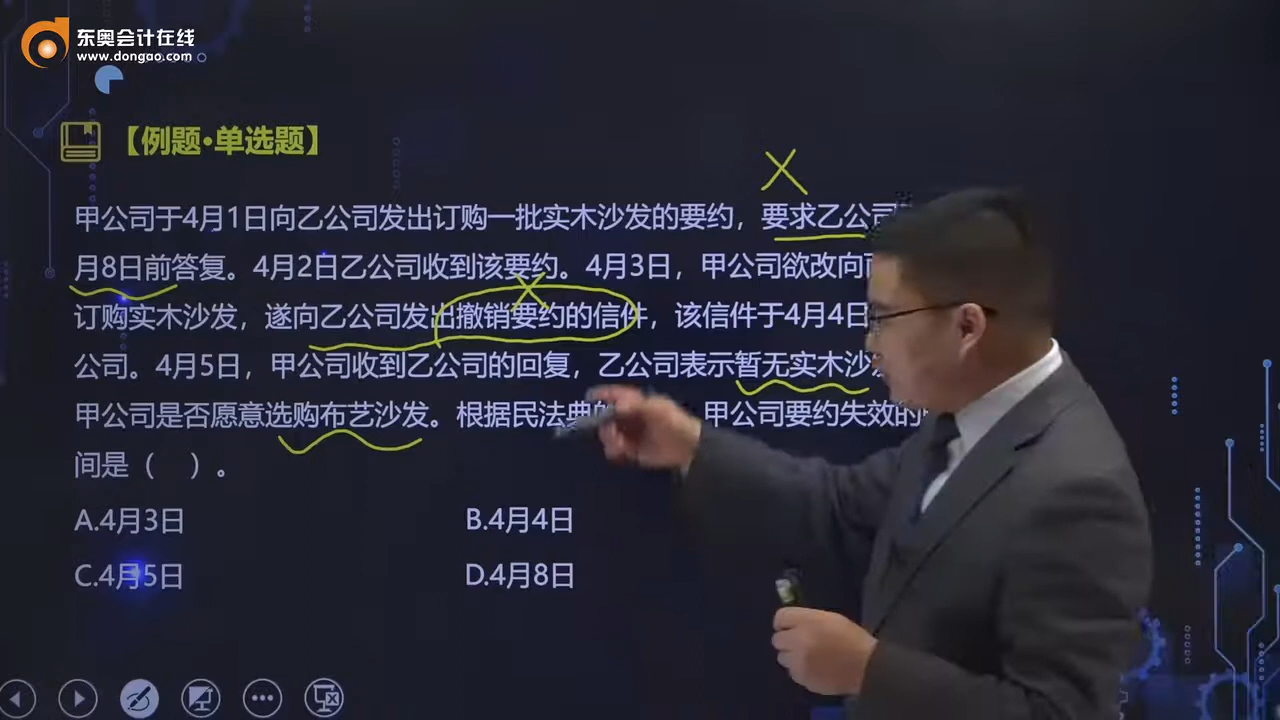 东奥会计在线
www.dongao.com
【例题·单选题】
甲公司于4月1日向乙公司发出订购一批实木沙发的要约，要求乙公司
月8日前答复。4月2日乙公司收到该要约。4月3日，甲公司欲改向
订购实木沙发，遂向乙公司发出撤销要约的信件，该信件于4月4日
公司。4月5日，甲公司收到乙公司的回复，乙公司表示暂无实木沙
甲公司是否愿意选购布艺沙发。根据民法典 甲公司要约失效的
间是（ ）。
A.4月3日
B.4月4日
C.4月5日
D.4月8日